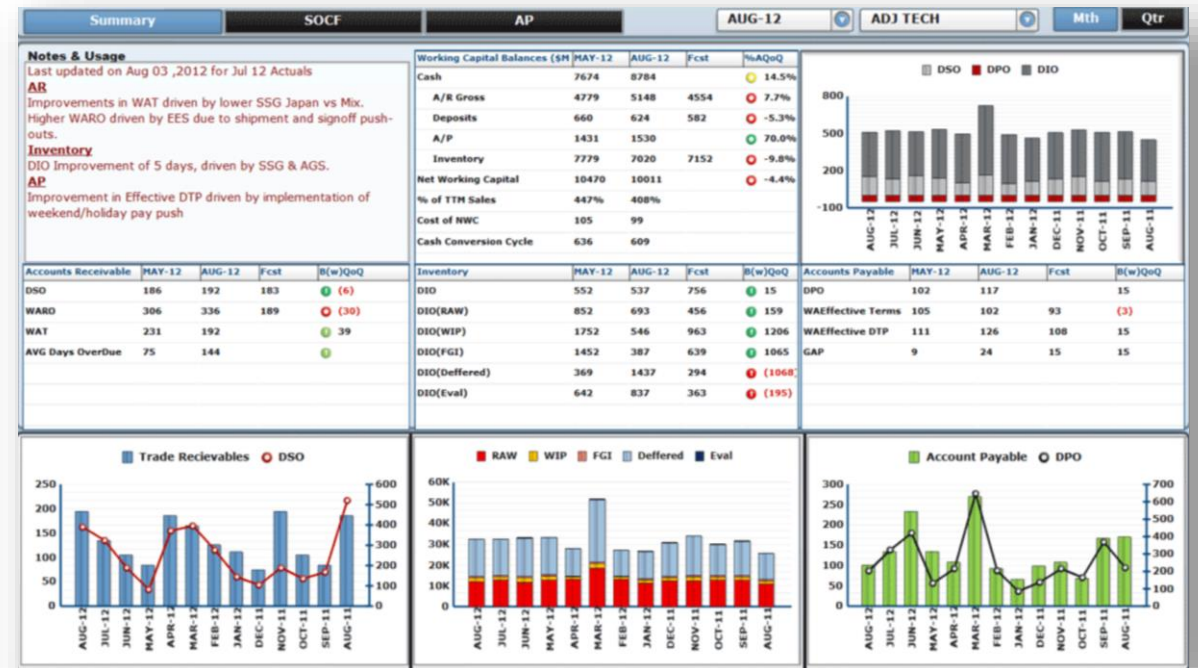 Summary SOCF AP AUG-12 ADJ TECH Mth Qtr
Notes & Usage
Last updated on Aug 03 ,2012 for Jul 12 Actuals
AR
Improvements in WAT driven by lower SSG Japan vs Mix.
Higher WARO driven by EES due to shipment and signoff push-
outs.
Inventory
DIO Improvement of 5 days, driven by SSG & AGS.
AP
Improvement in Effective DTP driven by implementation of
weekend/holiday pay push
Working Capital Balances ($M MAY-12 AUG-12 Fcst %AQoQ
Cash 7674 8784 14.5%
A/R Gross 4779 5148 4554 7.7%
Deposits 660 624 582 -5.3%
A/P 1431 1530 70.0%
Inventory 7779 7020 7152 -9.8%
Net Working Capital 10470 10011 -4.4%
% of TTM Sales 447% 408%
Cost of NWC 105 99
Cash Conversion Cycle 636 609
DSO DPO DIO
800
500
200
-100
AUG-12 JUL-12 JUN-12 MAY-12 APR-12 MAR-12 FEB-12 JAN-12 DEC-11 NOV-11 OCT-11 SEP-11 AUG-11
Accounts Receivable MAY-12 AUG-12 Fcst B(w)QoQ
DSO 186 192 183 (6)
WARO 306 336 189 (30)
WAT 231 192 39
AVG Days OverDue 75 144
Inventory MAY-12 AUG-12 Fcst B(w)QoQ
DIO 552 537 756 15
DIO(RAW) 852 693 456 159
DIO(WIP) 1752 546 963 1206
DIO(FGI) 1452 387 639 1065
DIO(Deffered) 369 1437 294 (1068)
DIO(Eval) 642 837 363 (195)
Accounts Payable MAY-12 AUG-12 Fcst B(w)QoQ
DPO 102 117 15
WAEffective Terms 105 102 93 (3)
WAEffective DTP 111 126 108 15
GAP 9 24 15 15
Trade Recievables DSO
250 600
200 500
150 400
100 300
50 200
0 100
0
AUG-12 JUL-12 JUN-12 MAY-12 APR-12 MAR-12 FEB-12 JAN-12 DEC-11 NOV-11 OCT-11 SEP-11 AUG-11
RAW WIP FGI Deffered Eval
60K
50K
40K
30K
20K
10K
0
AUG-12 JUL-12 JUN-12 MAY-12 APR-12 MAR-12 FEB-12 JAN-12 DEC-11 NOV-11 OCT-11 SEP-11 AUG-11
Account Payable DPO
300 700
250 600
200 500
150 400
100 300
50 200
0 100
0
AUG-12 JUL-12 JUN-12 MAY-12 APR-12 MAR-12 FEB-12 JAN-12 DEC-11 NOV-11 OCT-11 SEP-11 AUG-11